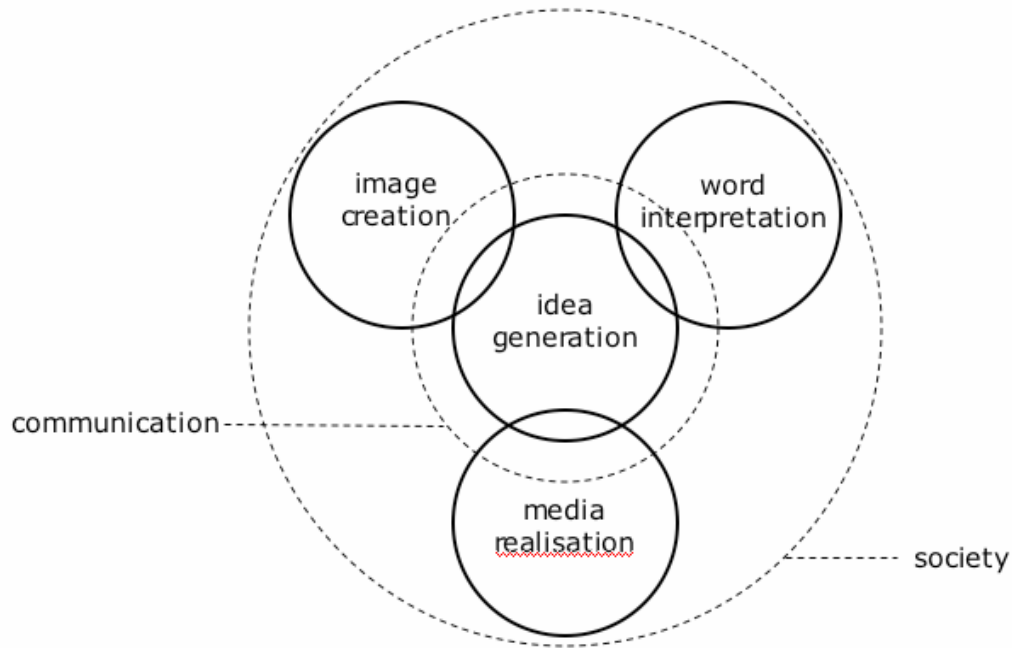 image
creation
word
interpretation
idea
generation
communication
media
realisation
society